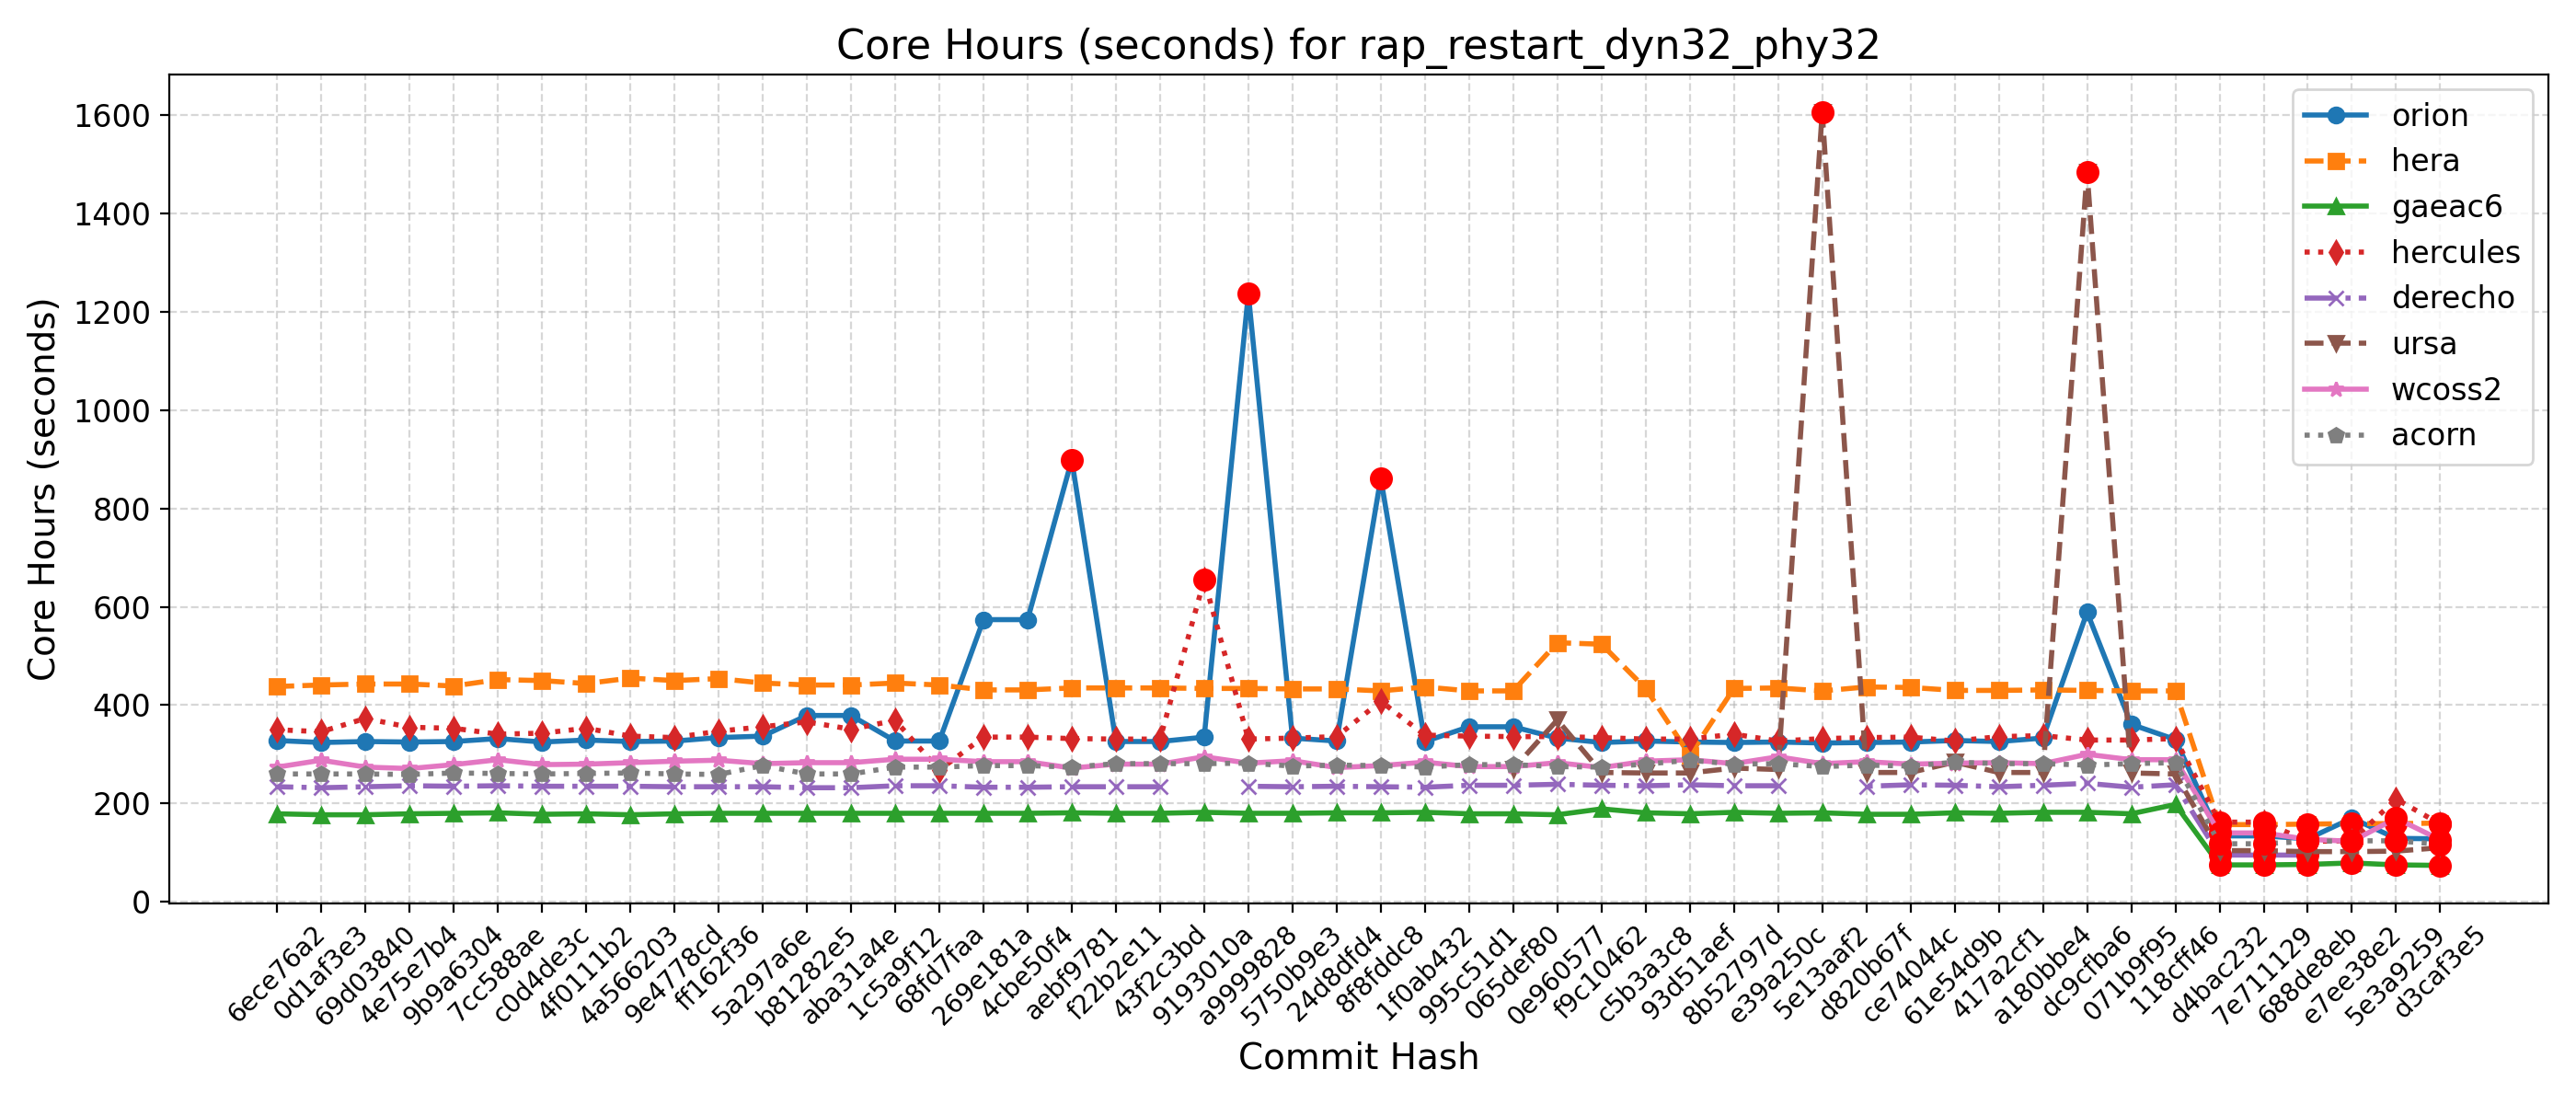 Core Hours (seconds) for rap_restart_dyn32_phy32
Core Hours (seconds)
1600
1400
1200
1000
800
600
400
200
0
orion
hera
gaeac6
hercules
derecho
ursa
wcoss2
acorn
6ece76a2
0d1af3e3
69d03840
4e75e7b4
9b9a6304
7cc588ae
c0d4de3c
4f0111b2
4a566203
9e4778cd
ff162f36
5a297a6e
b81282e5
aba31a4e
1c5a9f12
68fd7faa
269e181a
4cbe50f4
aebf9781
f22b2e11
43f2c3bd
9193010a
a9999828
5750b9e3
24d8dfd4
8f8fddc8
1f0ab432
995c51d1
065def80
0e960577
f9c10462
c5b3a3c8
93d51aef
8b52797d
e39a250c
5e13aaf2
d820b67f
ce74044c
61e54d9b
417a2cf1
a180bbe4
dc9cfba6
071b9f95
118cff46
d4bac232
7e711129
688de8eb
e7ee38e2
5e3a9259
d3caf3e5
Commit Hash